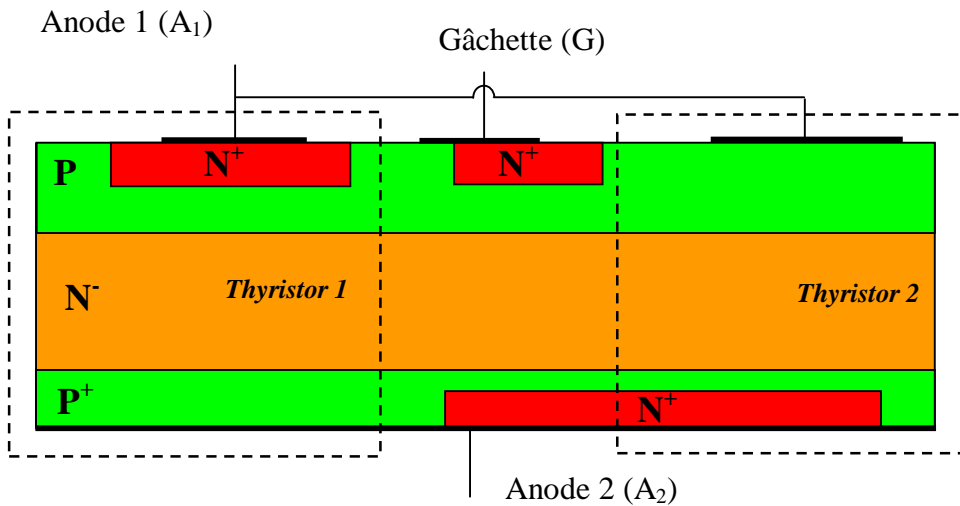 Anode 1 (A₁)
Gâchette (G)
P
N⁺
N⁺
N⁻
Thyristor 1
Thyristor 2
P⁺
N⁺
Anode 2 (A₂)